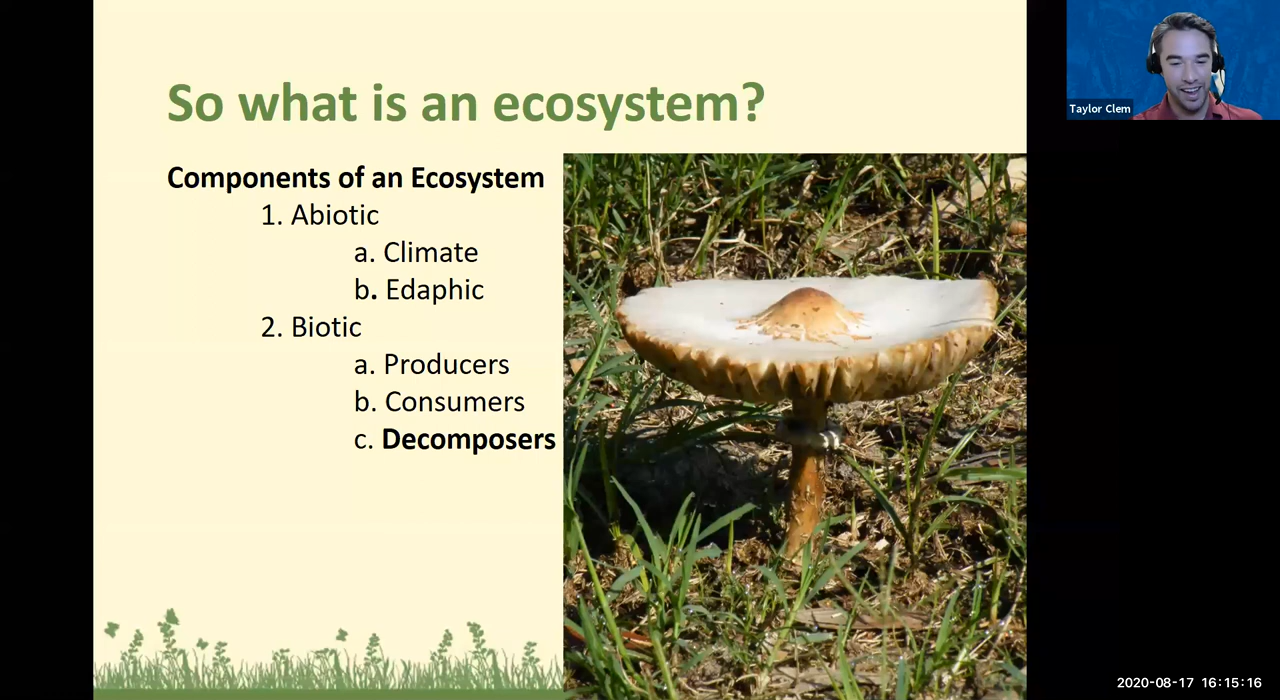 So what is an ecosystem?
Components of an Ecosystem
1. Abiotic
a. Climate
b. Edaphic
2. Biotic
a. Producers
b. Consumers
c. Decomposers
Taylor Clem
2020-08-17 16:15:16